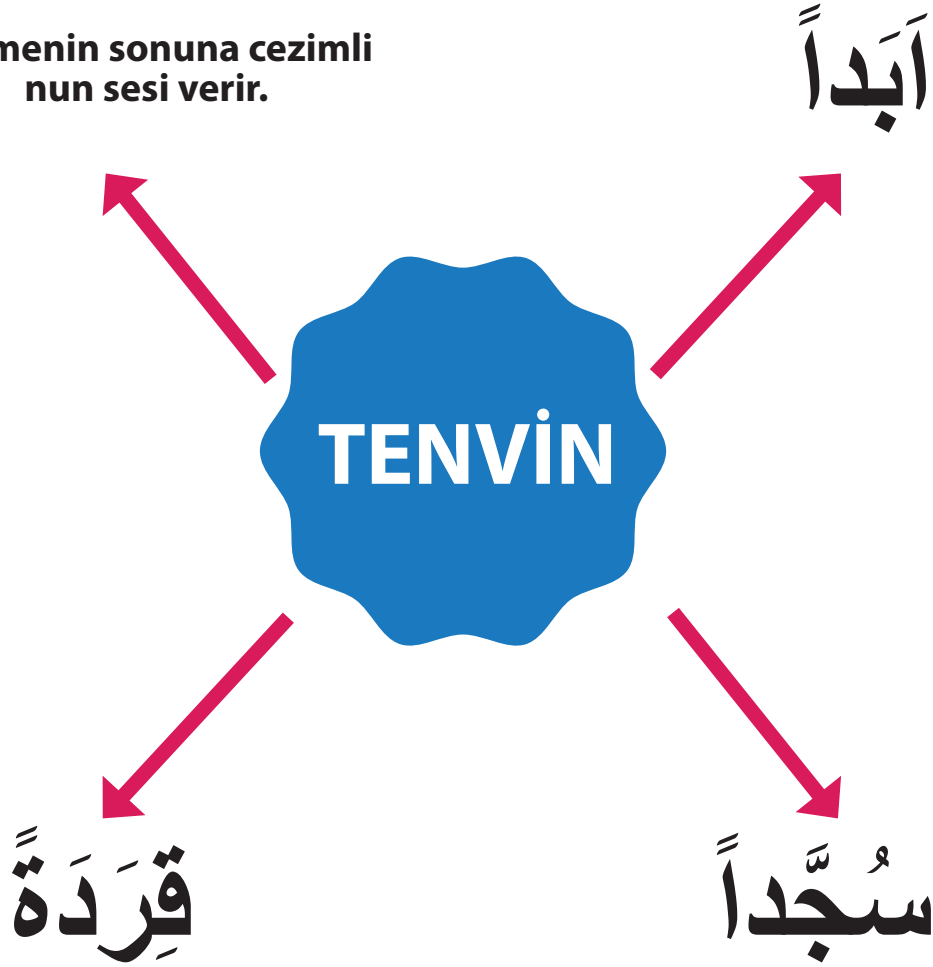 menin sonuna cezimli
nun sesi verir.
اَبَداً
TENVİN
قِرَدَةً
سُجَّداً